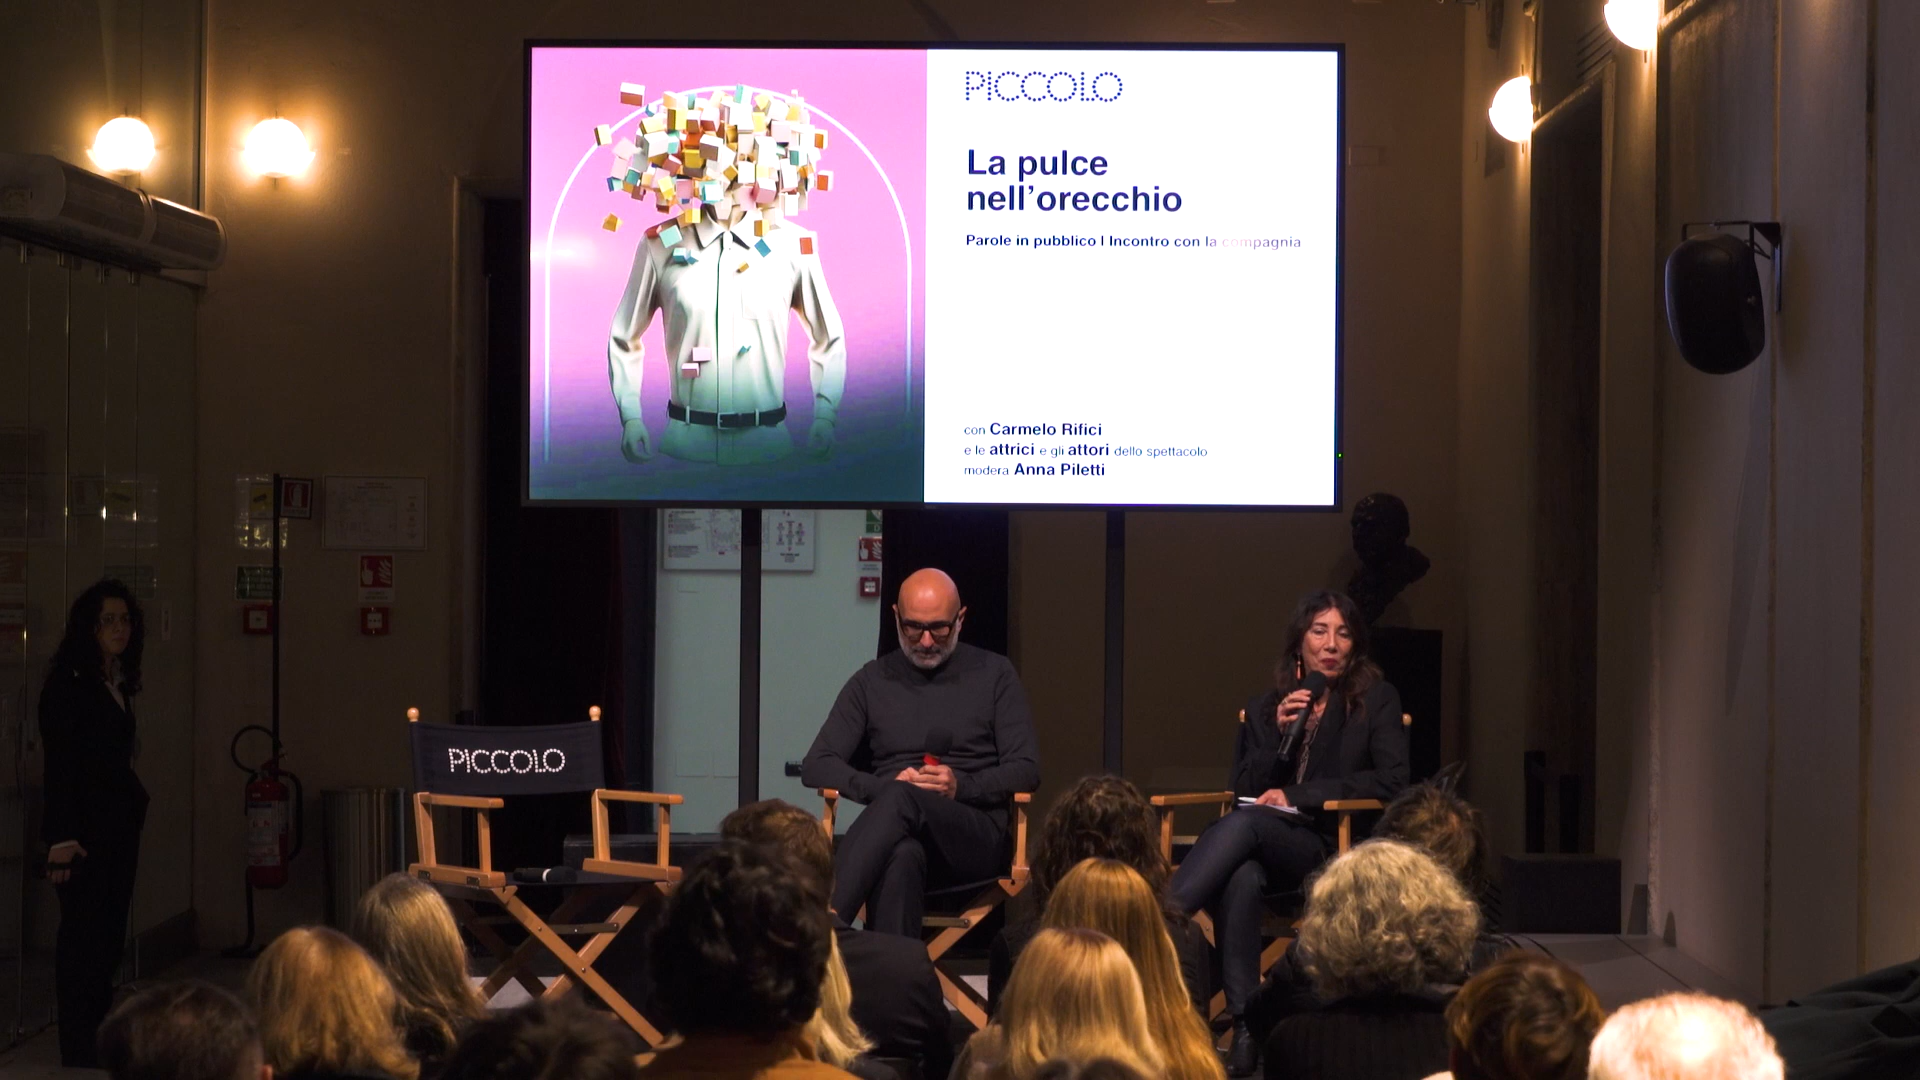 PICCOLO
La pulce
nell'orecchio
Parole in pubblico | Incontro con la compagnia
con Carmelo Rifici
e le attrici e gli attori dello spettacolo
modera Anna Piletti
PICCOLO